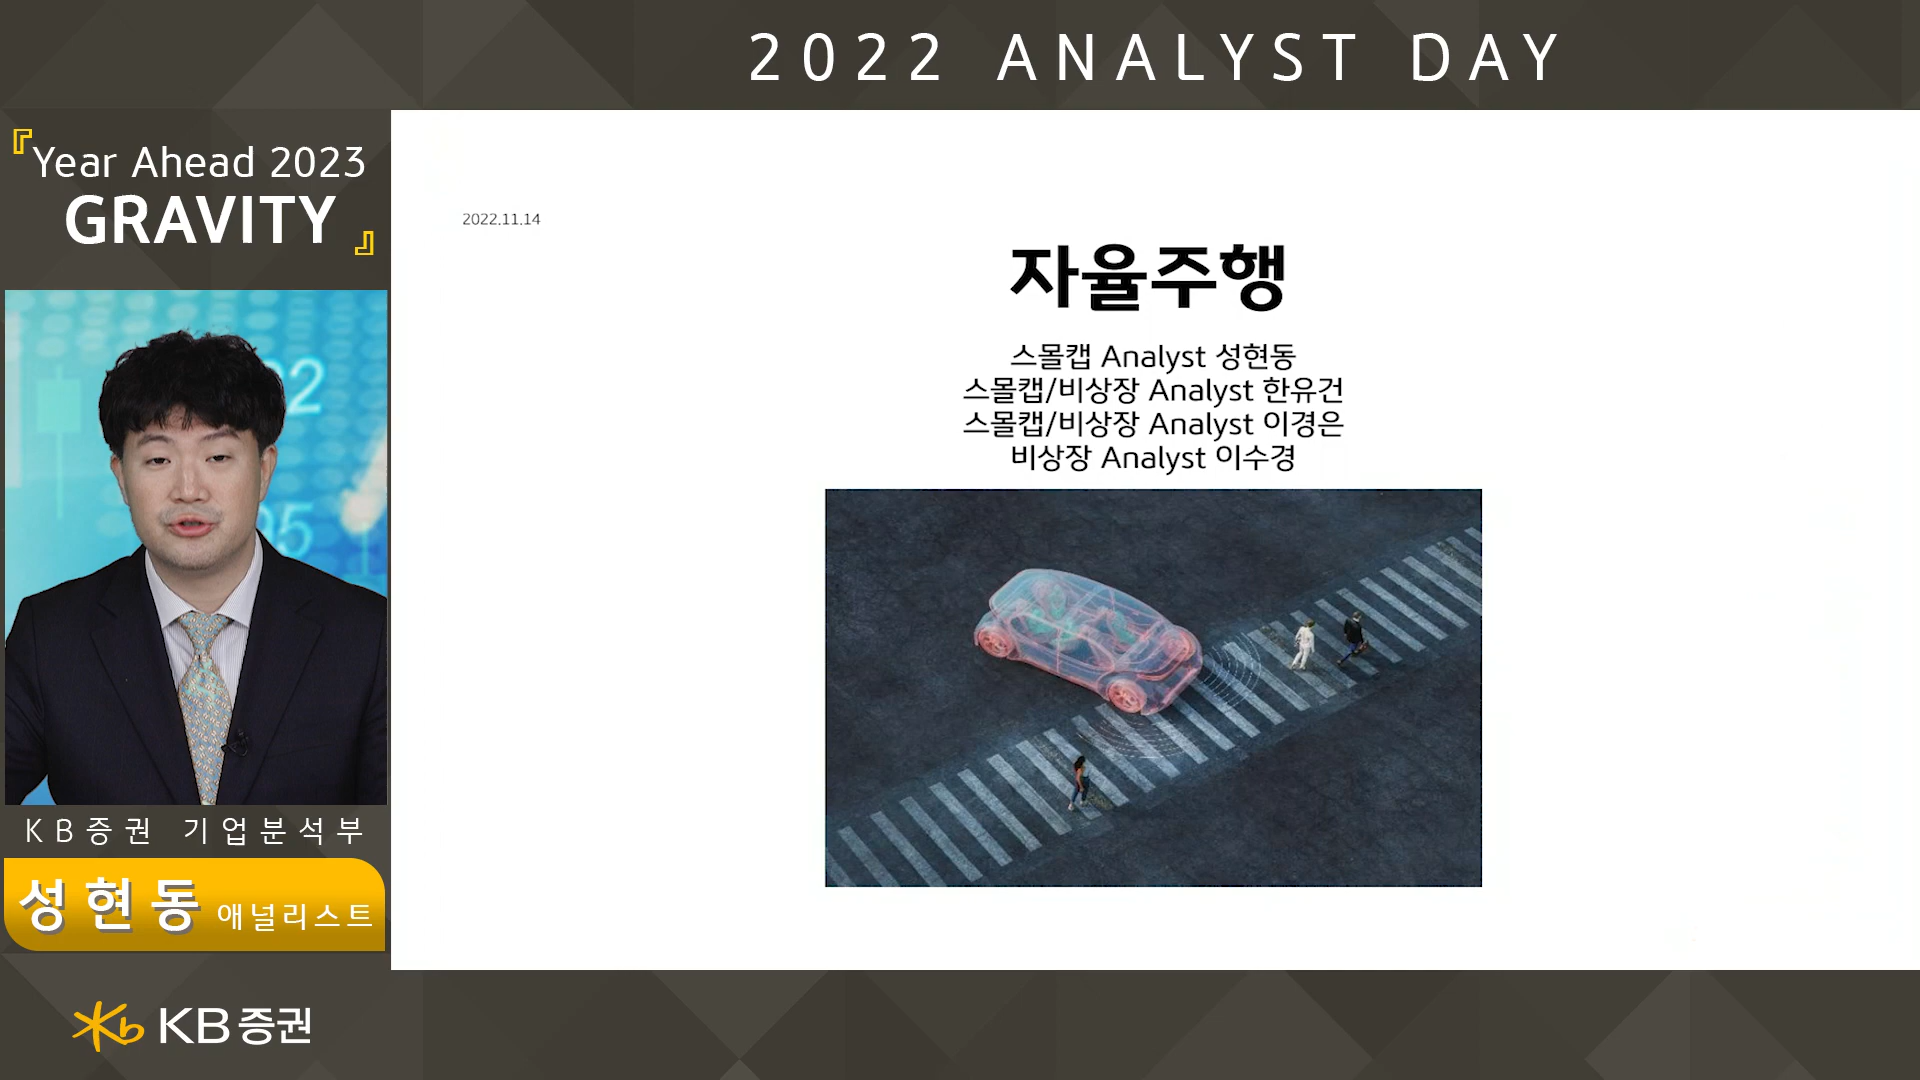 2022 ANALYST DAY
『Year Ahead 2023
GRAVITY』
2022.11.14
자율주행
스몰캡 Analyst 성현동
스몰캡/비상장 Analyst 한유건
스몰캡/비상장 Analyst 이경은
비상장 Analyst 이수경
KB증권 기업분석부
성현동 애널리스트
KB증권